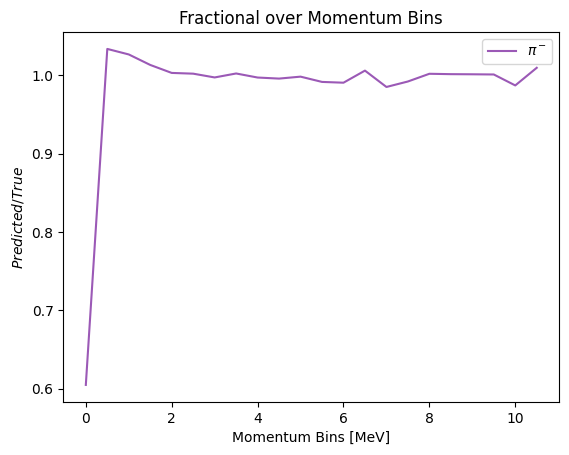 Fractional over Momentum Bins
π⁻
1.0
0.9
0.8
0.7
0.6
Predicted/True
0 2 4 6 8 10
Momentum Bins [MeV]